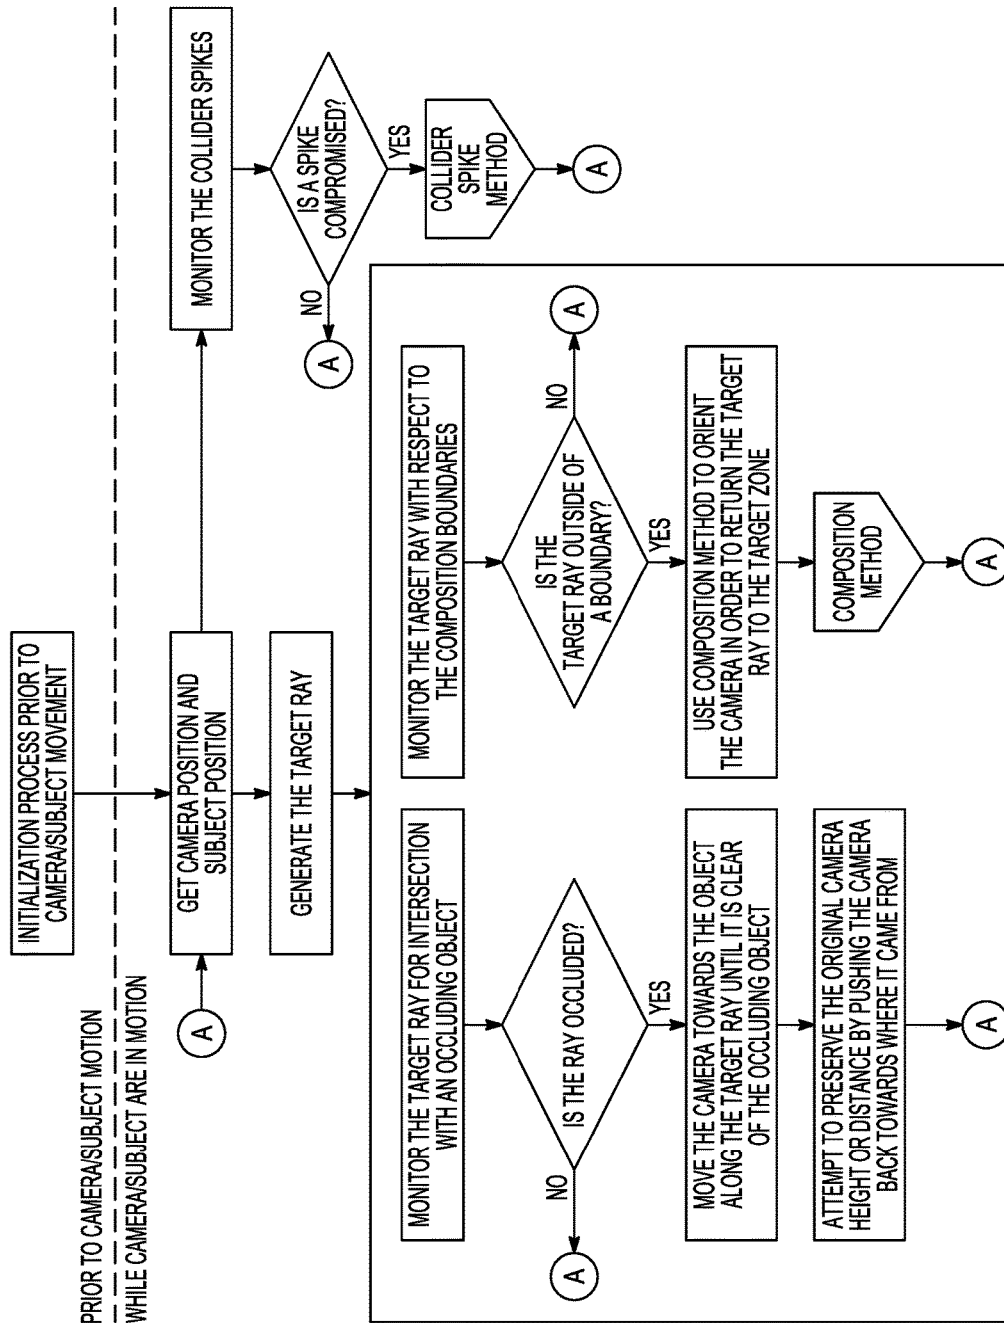 INITIALIZATION PROCESS PRIOR TO
CAMERA/SUBJECT MOVEMENT
PRIOR TO CAMERA/SUBJECT MOTION
WHILE CAMERA/SUBJECT ARE IN MOTION
A
GET CAMERA POSITION AND
SUBJECT POSITION
GENERATE THE TARGET RAY
MONITOR THE COLLIDER SPIKES
IS A SPIKE
COMPROMISED?
NO
A
YES
COLLIDER
SPIKE
METHOD
A
MONITOR THE TARGET RAY FOR INTERSECTION
WITH AN OCCLUDING OBJECT
IS THE RAY OCCLUDED?
NO
A
YES
MOVE THE CAMERA TOWARDS THE OBJECT
ALONG THE TARGET RAY UNTIL IT IS CLEAR
OF THE OCCLUDING OBJECT
ATTEMPT TO PRESERVE THE ORIGINAL CAMERA
HEIGHT OR DISTANCE BY PUSHING THE CAMERA
BACK TOWARDS WHERE IT CAME FROM
A
MONITOR THE TARGET RAY WITH RESPECT TO
THE COMPOSITION BOUNDARIES
IS THE
TARGET RAY OUTSIDE OF
A BOUNDARY?
NO
A
YES
USE COMPOSITION METHOD TO ORIENT
THE CAMERA IN ORDER TO RETURN THE TARGET
RAY TO THE TARGET ZONE
COMPOSITION
METHOD
A